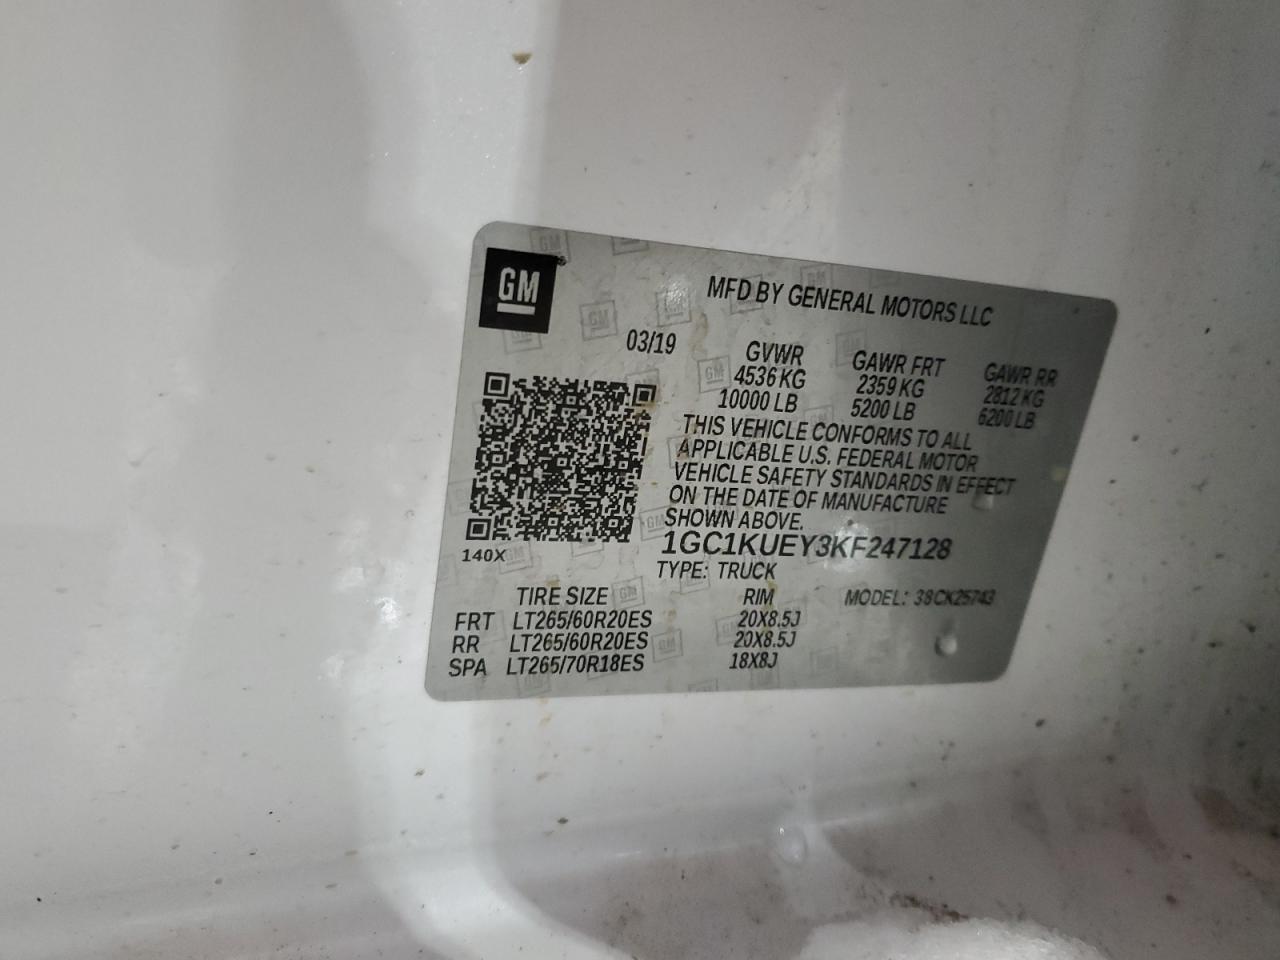 GM
MFD BY GENERAL MOTORS LLC
03/19 GVWR GAWR FRT GAWR RR
4536 KG 2359 KG 2812 KG
10000 LB 5200 LB 6200 LB
THIS VEHICLE CONFORMS TO ALL
APPLICABLE U.S. FEDERAL MOTOR
VEHICLE SAFETY STANDARDS IN EFFECT
ON THE DATE OF MANUFACTURE
SHOWN ABOVE.
1GC1KUEY3KF247128
140X
TYPE: TRUCK
TIRE SIZE RIM MODEL: 38CK25743
FRT LT265/60R20ES 20X8.5J
RR LT265/60R20ES 20X8.5J
SPA LT265/70R18ES 18X8J